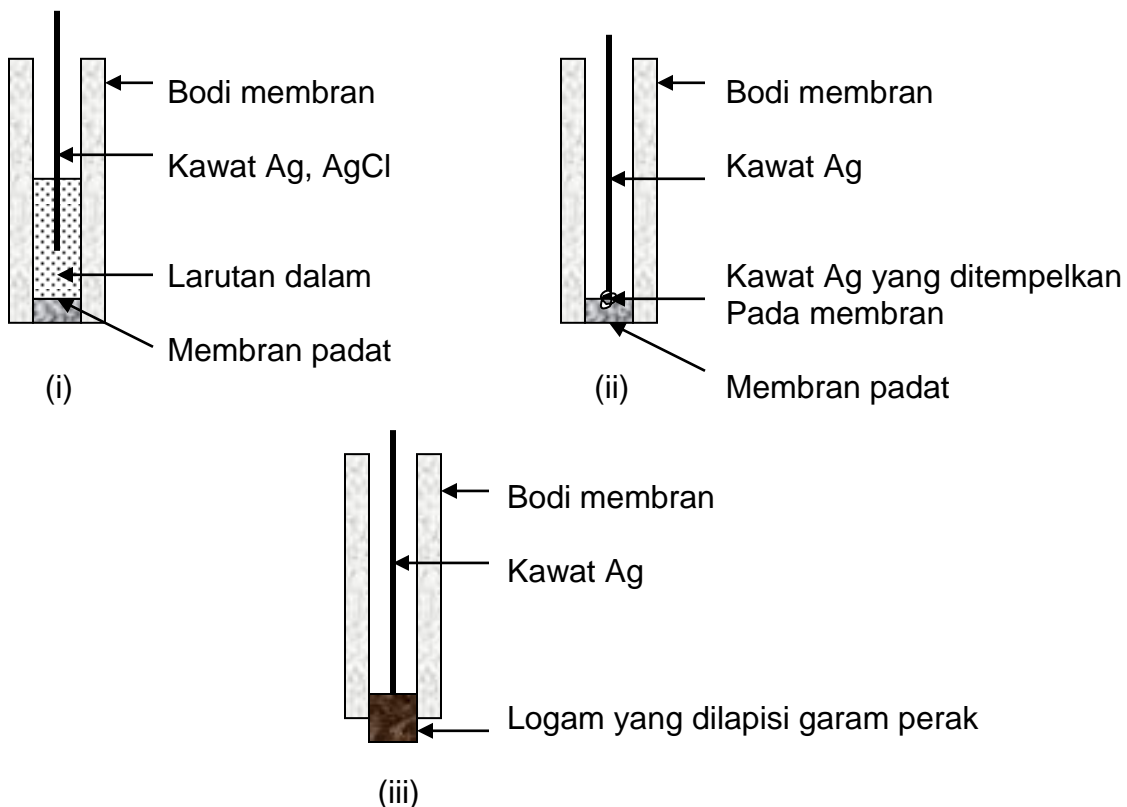 Bodi membran
Kawat Ag, AgCl
Larutan dalam
Membran padat
(i)
Bodi membran
Kawat Ag
Kawat Ag yang ditempelkan
Pada membran
Membran padat
(ii)
Bodi membran
Kawat Ag
Logam yang dilapisi garam perak
(iii)